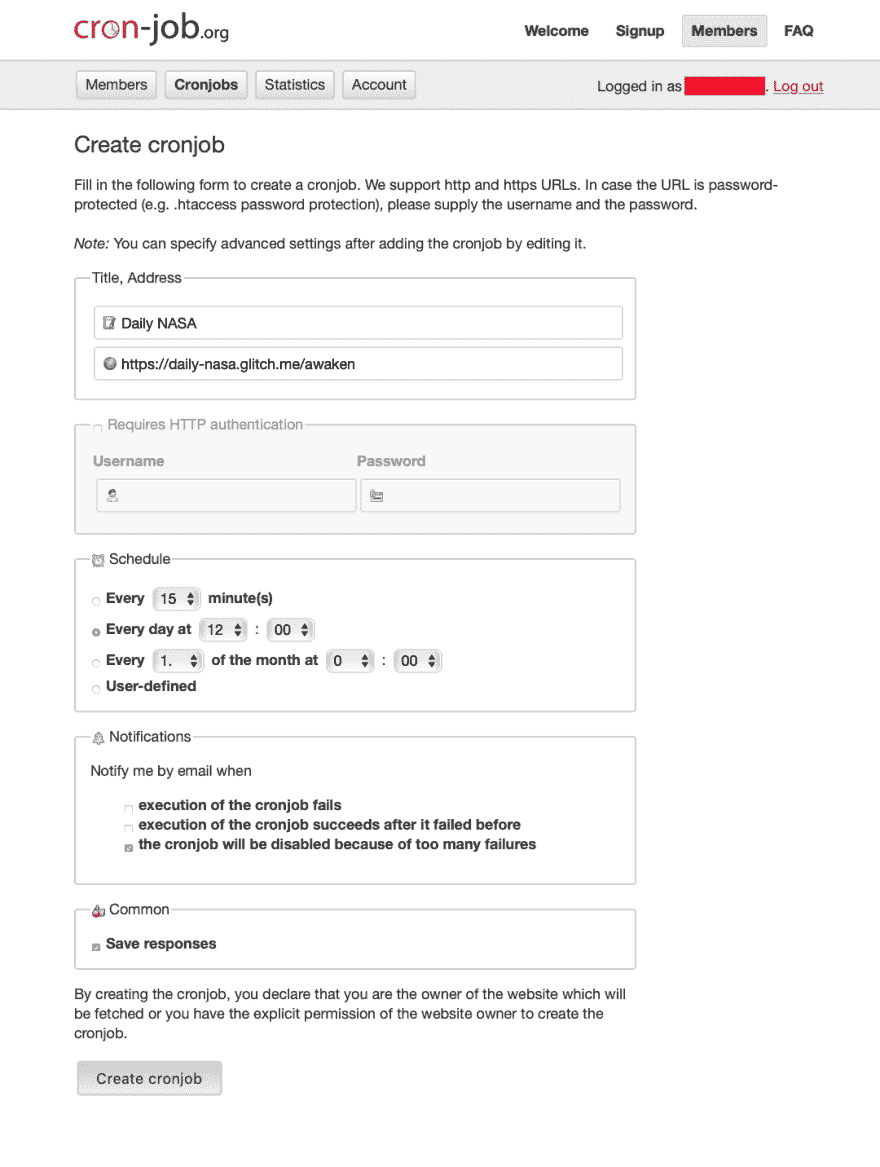 cron-job.org
Welcome Signup Members FAQ
Members Cronjobs Statistics Account
Logged in as . Log out
Create cronjob
Fill in the following form to create a cronjob. We support http and https URLs. In case the URL is password-
protected (e.g. .htaccess password protection), please supply the username and the password.
Note: You can specify advanced settings after adding the cronjob by editing it.
Title, Address
Daily NASA
https://daily-nasa.glitch.me/awaken
Requires HTTP authentication
Username Password
Schedule
Every 15 minute(s)
Every day at 12 : 00
Every 1. of the month at 0 : 00
User-defined
Notifications
Notify me by email when
execution of the cronjob fails
execution of the cronjob succeeds after it failed before
the cronjob will be disabled because of too many failures
Common
Save responses
By creating the cronjob, you declare that you are the owner of the website which will
be fetched or you have the explicit permission of the website owner to create the
cronjob.
Create cronjob